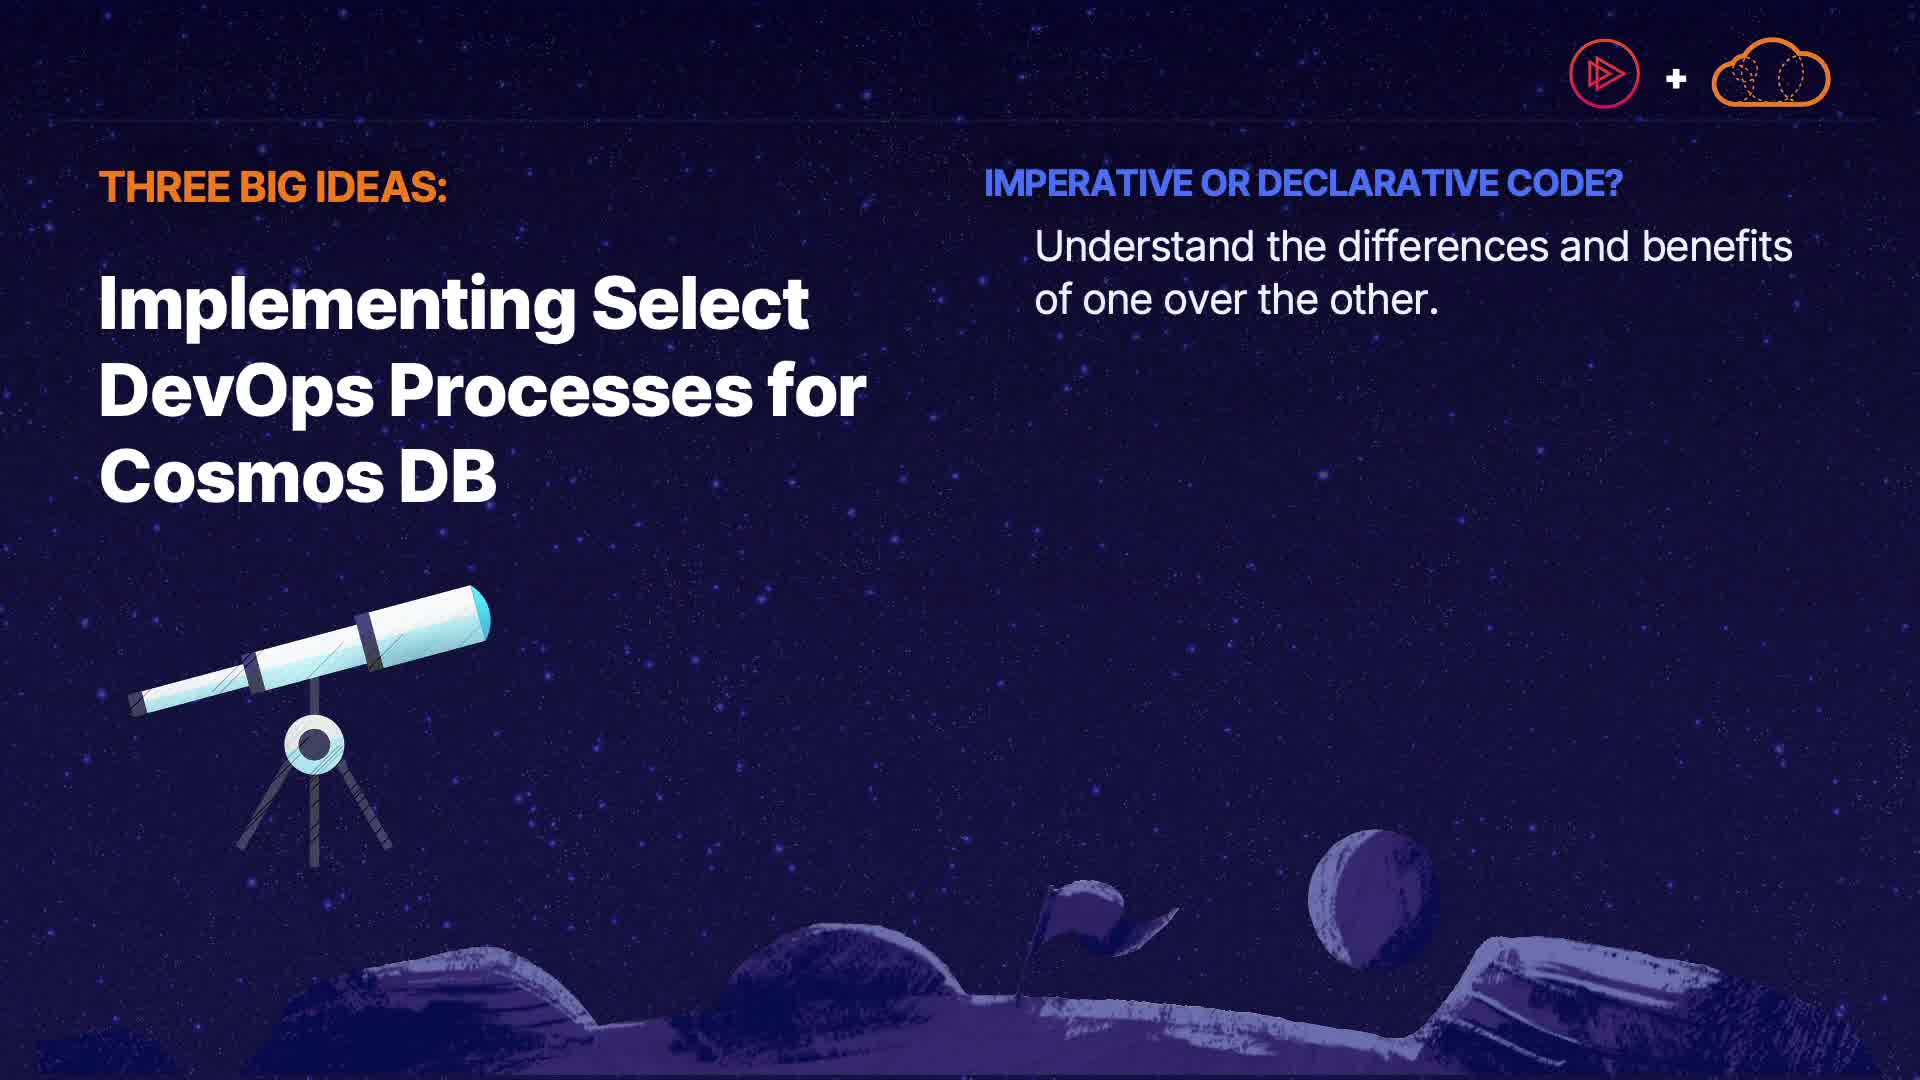 THREE BIG IDEAS:
Implementing Select
DevOps Processes for
Cosmos DB
IMPERATIVE OR DECLARATIVE CODE?
Understand the differences and benefits
of one over the other.
+